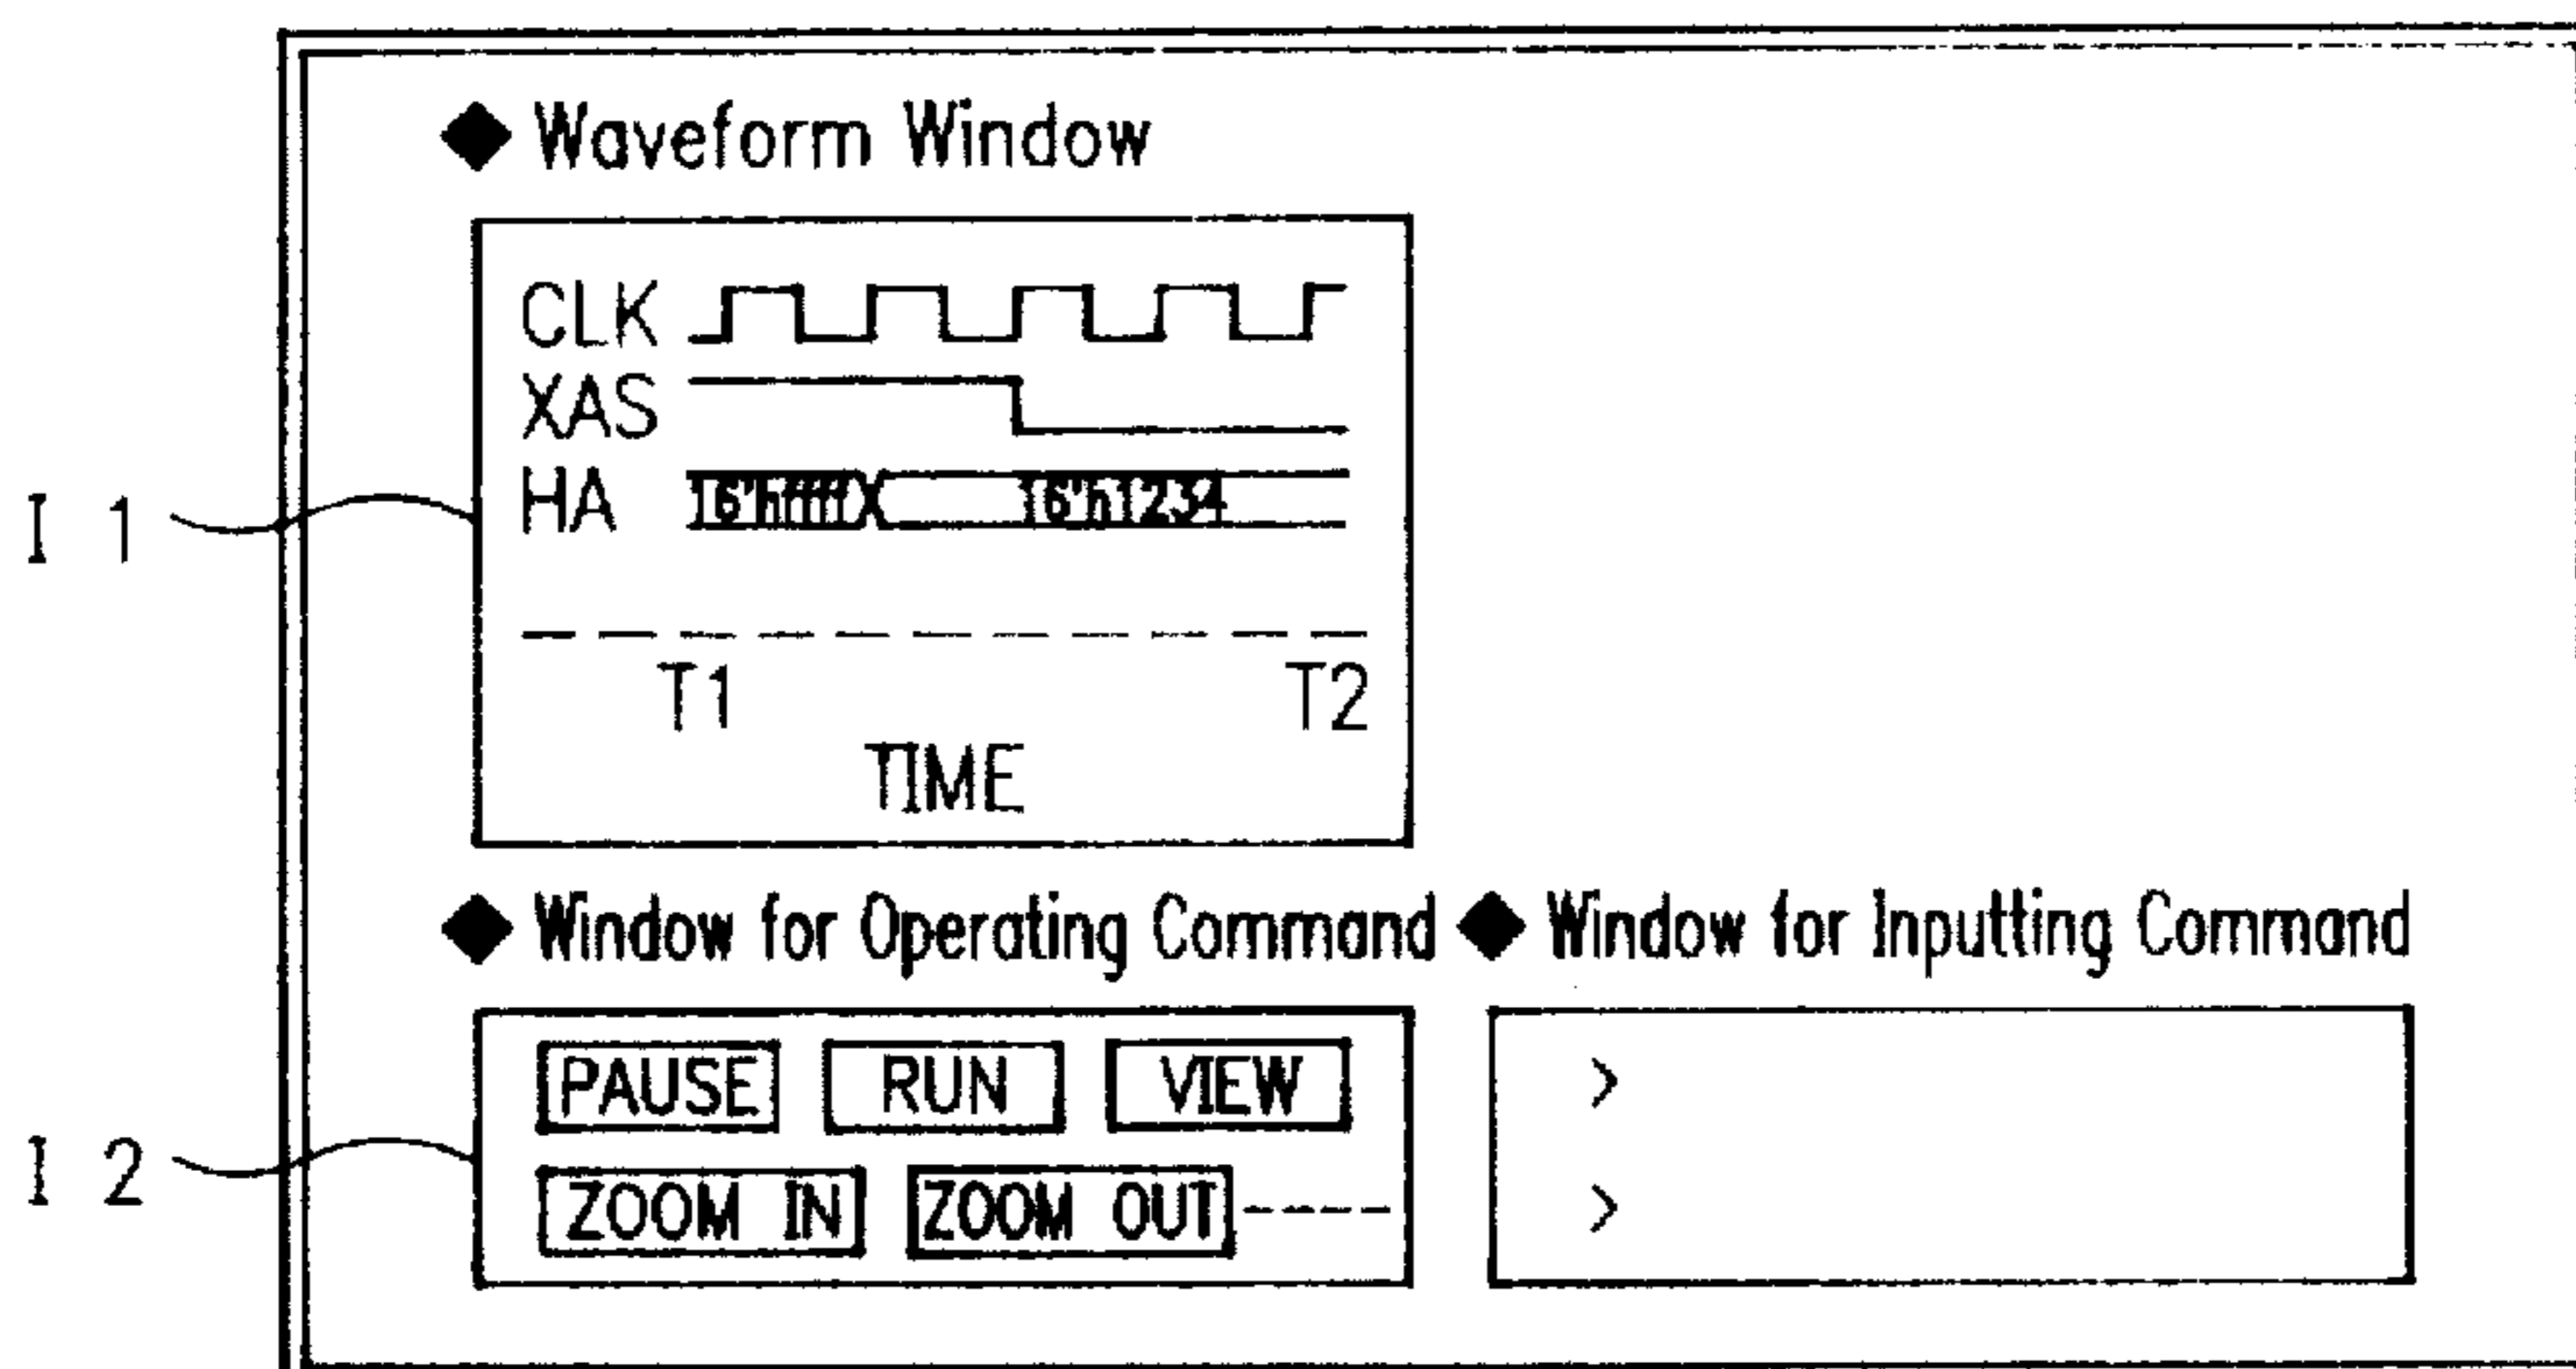 ◆ Waveform Window
CLK
XAS
HA 16'hffff 16'h1234
I 1
T1 T2
TIME
◆ Window for Operating Command ◆ Window for Inputting Command
PAUSE RUN VIEW >
I 2
ZOOM IN ZOOM OUT >